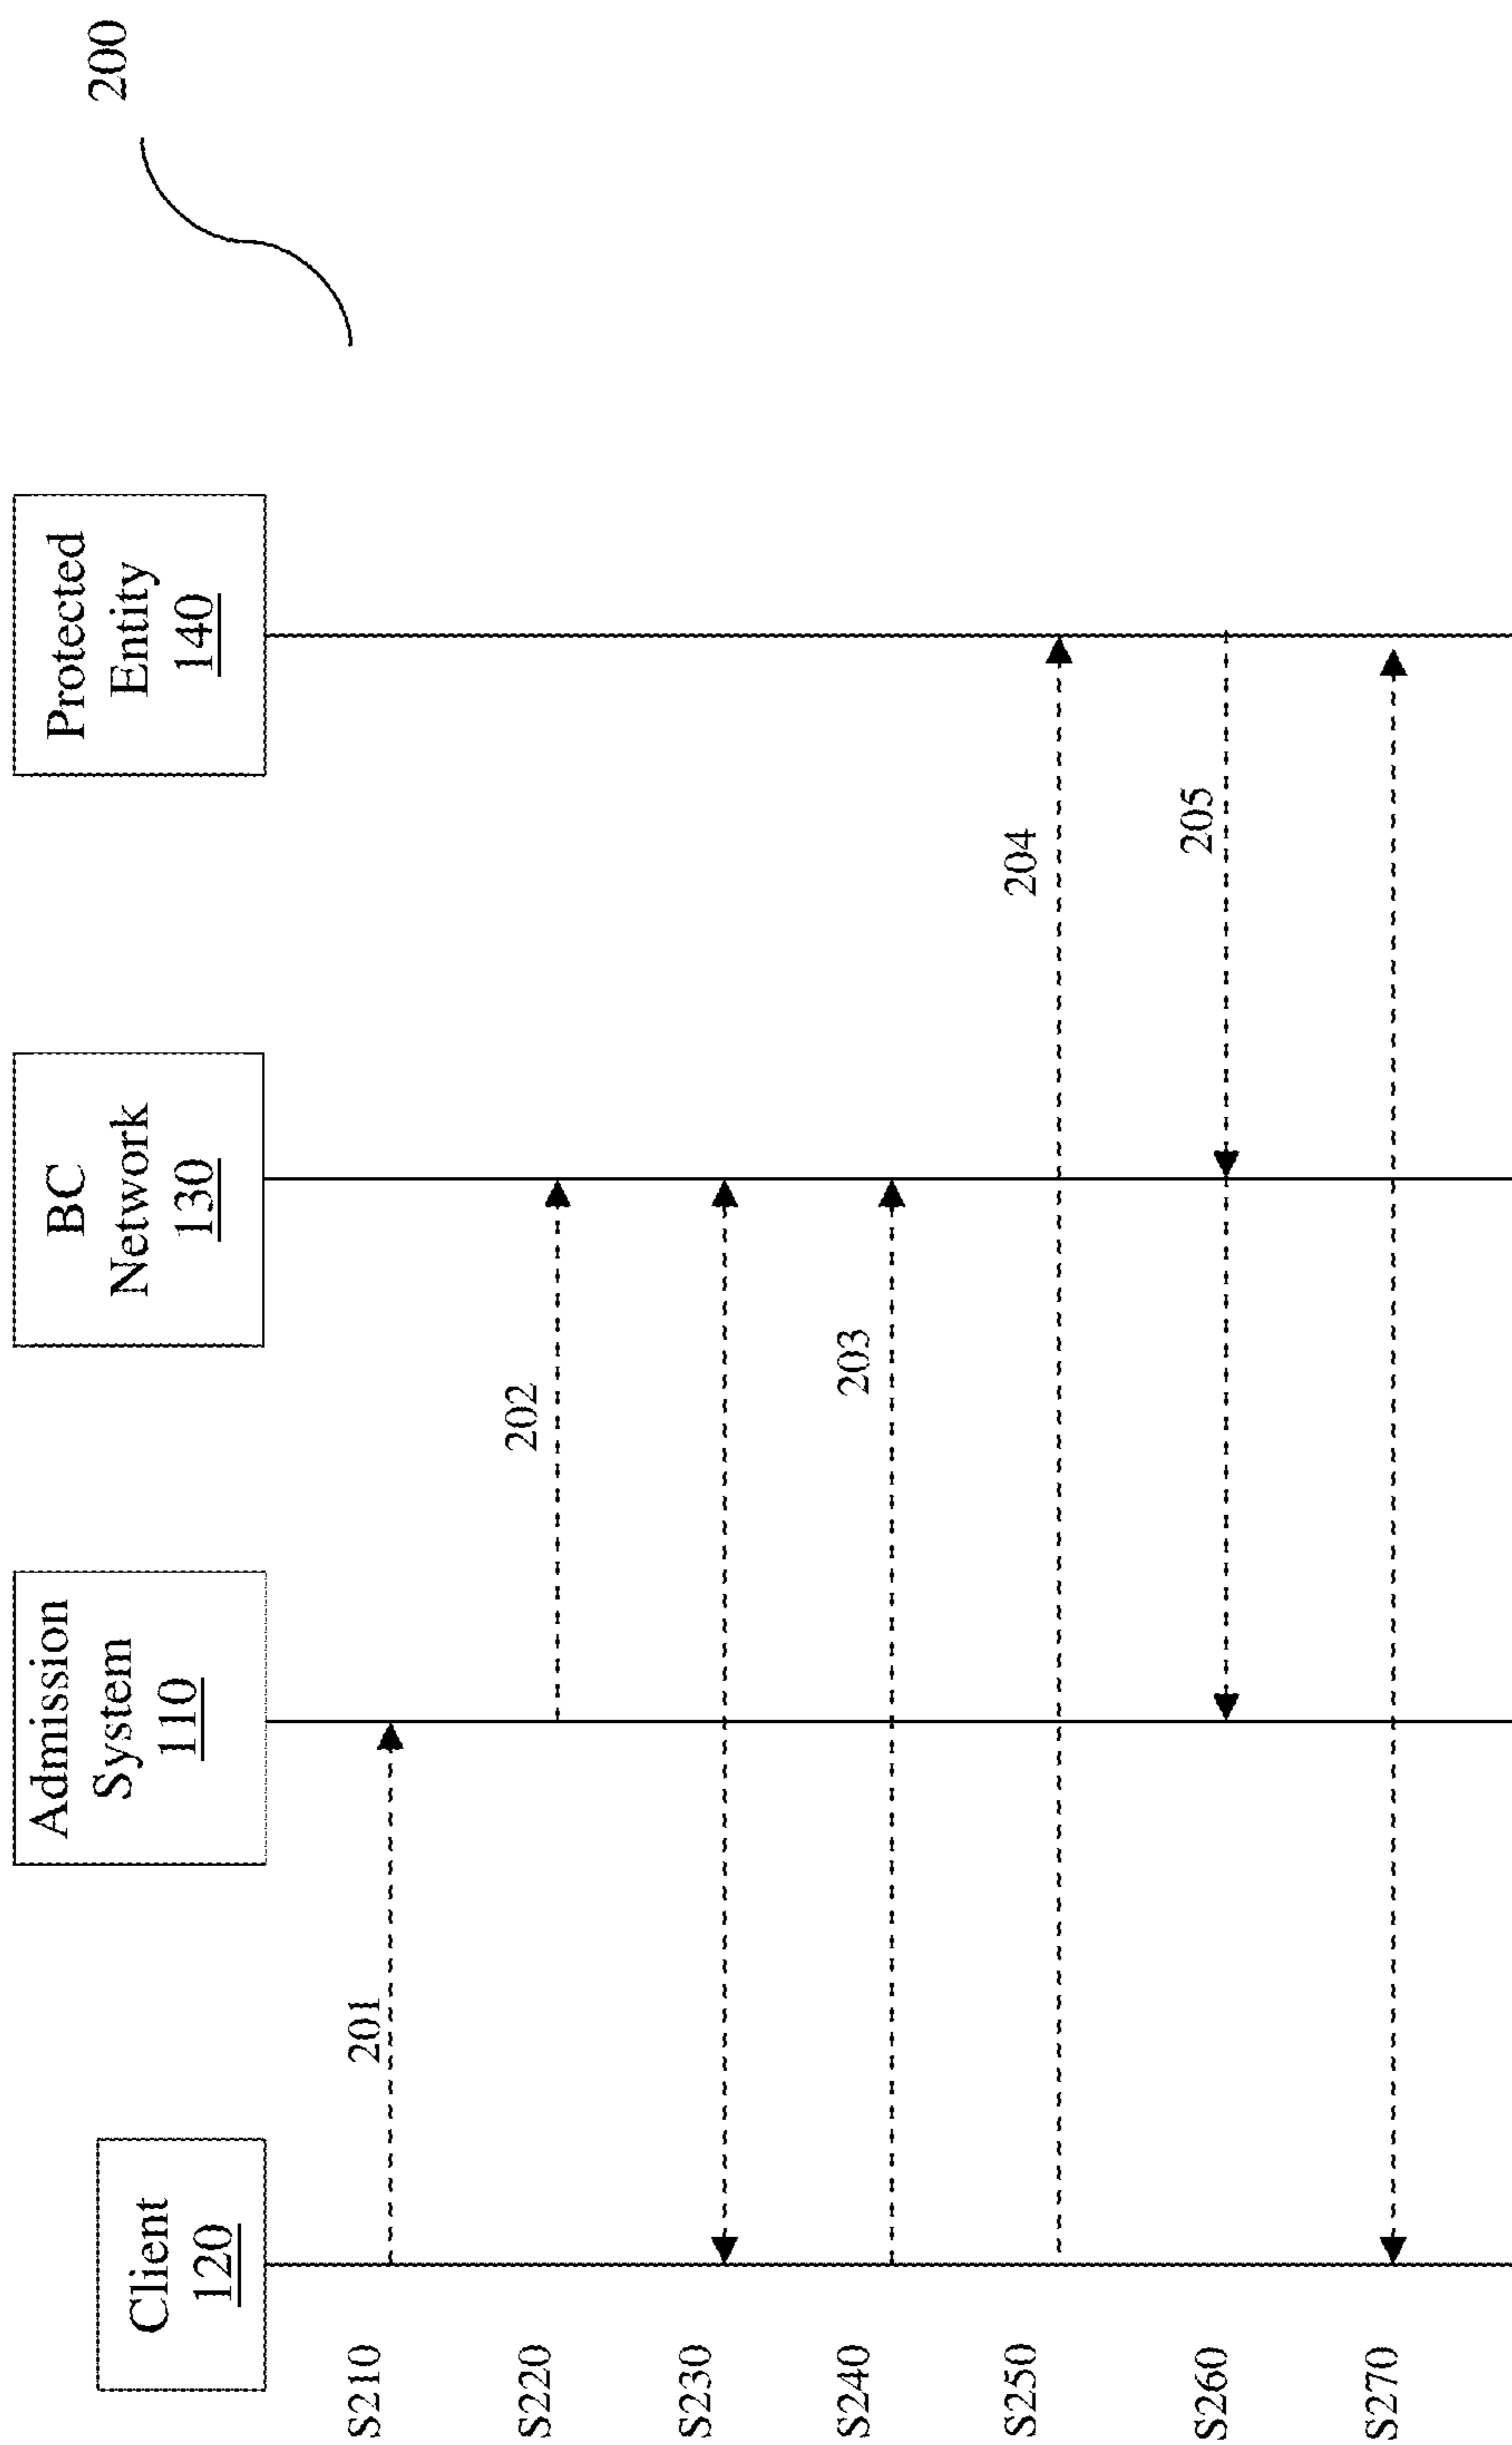 200
Client
120
Admission
System
110
BC
Network
130
Protected
Entity
140
S210
201
S220
202
S230
S240
203
S250
204
S260
205
S270